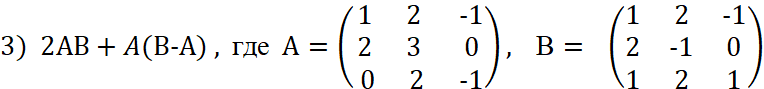 3) 2AB + A(B-A) , где A = (1 2 -1
2 3 0
0 2 -1) , B = (1 2 -1
2 -1 0
1 2 1)